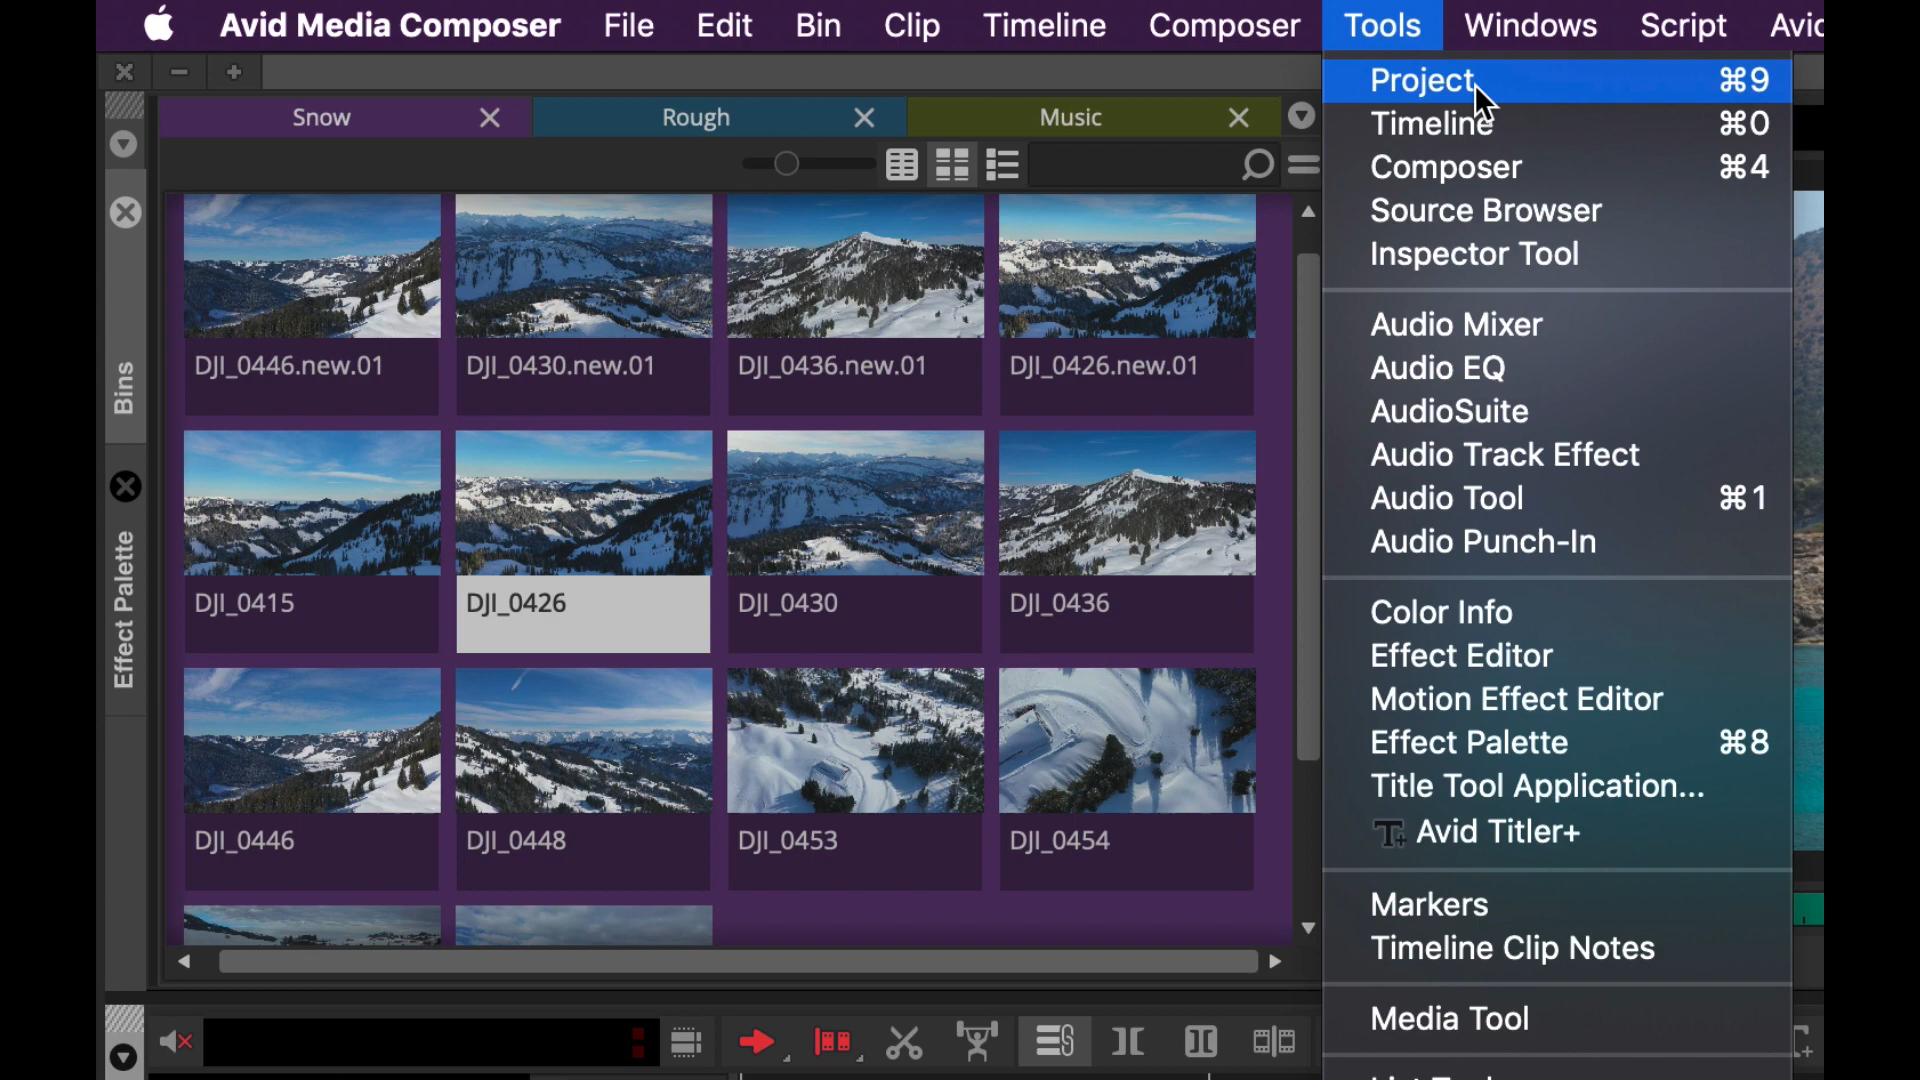 Avid Media Composer File Edit Bin Clip Timeline Composer Tools Windows Script
Snow Rough Music
DJI_0446.new.01 DJI_0430.new.01 DJI_0436.new.01 DJI_0426.new.01
DJI_0415 DJI_0426 DJI_0430 DJI_0436
DJI_0446 DJI_0448 DJI_0453 DJI_0454
Bins
Effect Palette
Project ⌘9
Timeline ⌘0
Composer ⌘4
Source Browser
Inspector Tool
Audio Mixer
Audio EQ
AudioSuite
Audio Track Effect
Audio Tool ⌘1
Audio Punch-In
Color Info
Effect Editor
Motion Effect Editor
Effect Palette ⌘8
Title Tool Application...
T+ Avid Titler+
Markers
Timeline Clip Notes
Media Tool